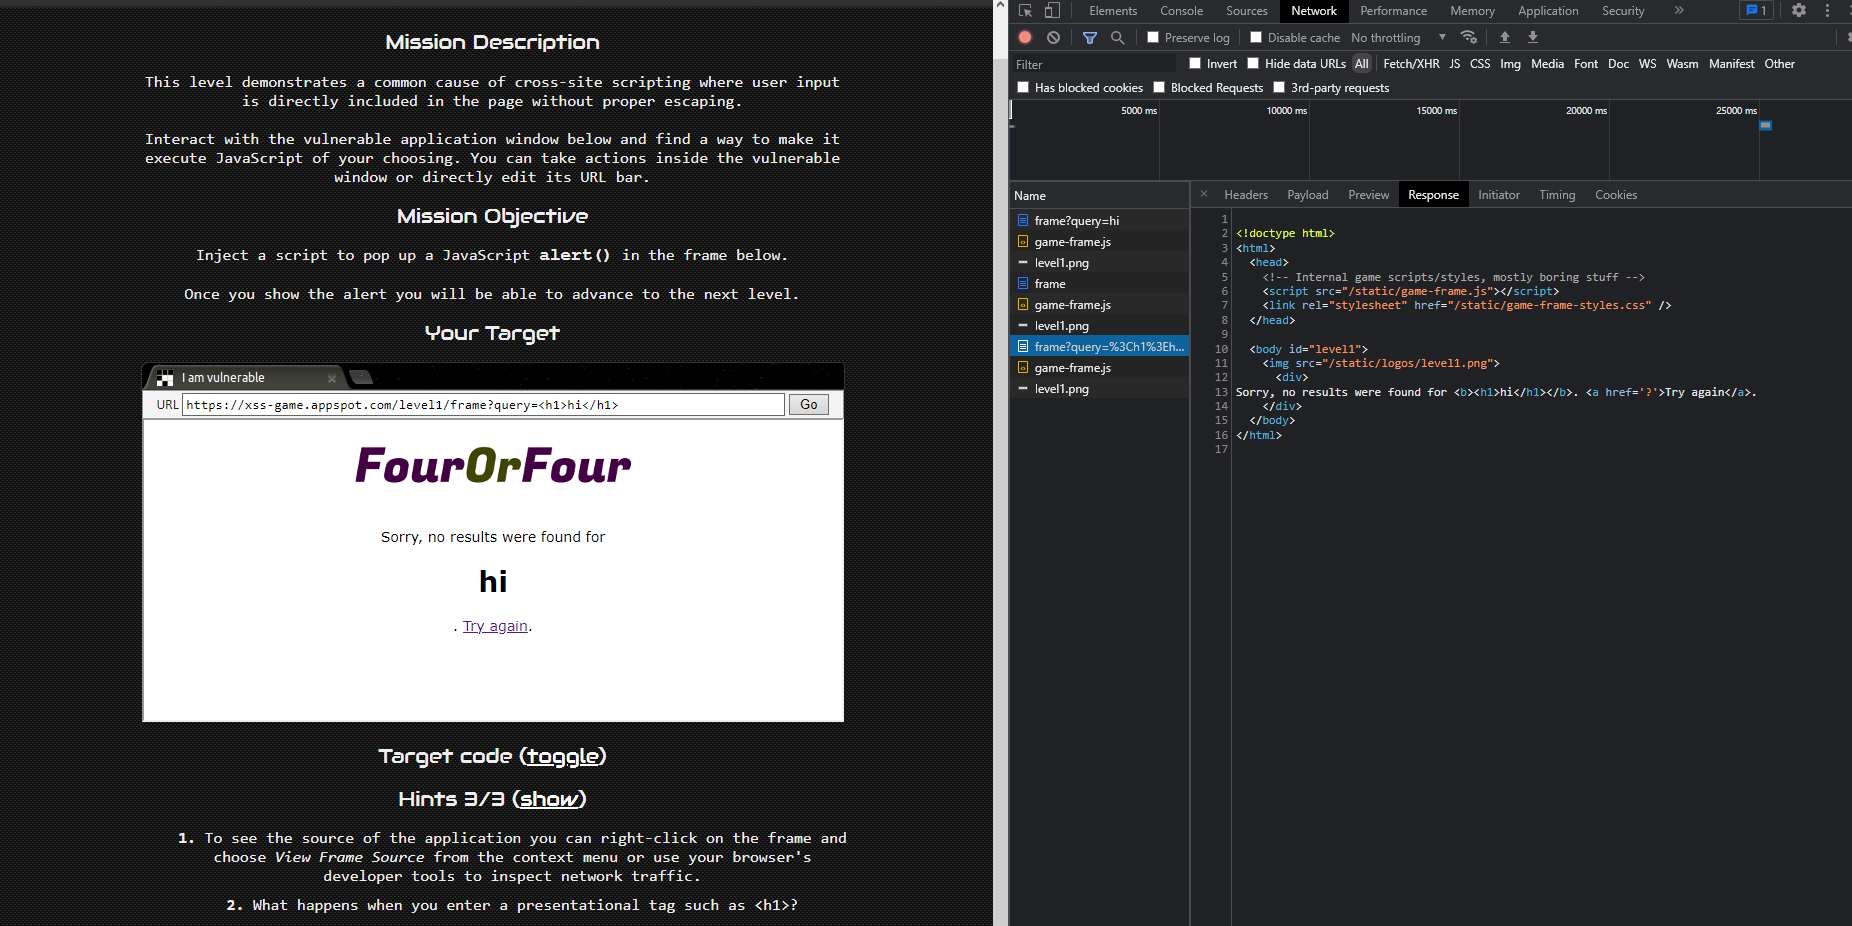 Mission Description
This level demonstrates a common cause of cross-site scripting where user input
is directly included in the page without proper escaping.
Interact with the vulnerable application window below and find a way to make it
execute JavaScript of your choosing. You can take actions inside the vulnerable
window or directly edit its URL bar.
Mission Objective
Inject a script to pop up a JavaScript alert() in the frame below.
Once you show the alert you will be able to advance to the next level.
Your Target
I am vulnerable
URL https://xss-game.appspot.com/level1/frame?query=<h1>hi</h1> Go
FourOrFour
Sorry, no results were found for
hi
. Try again.
Target code (toggle)
Hints 3/3 (show)
1. To see the source of the application you can right-click on the frame and
choose View Frame Source from the context menu or use your browser's
developer tools to inspect network traffic.
2. What happens when you enter a presentational tag such as <h1>?
Elements Console Sources Network Performance Memory Application Security » 1
Preserve log Disable cache No throttling
Filter Invert Hide data URLs All Fetch/XHR JS CSS Img Media Font Doc WS Wasm Manifest Other
Has blocked cookies Blocked Requests 3rd-party requests
5000 ms 10000 ms 15000 ms 20000 ms 25000 ms
Name
frame?query=hi
game-frame.js
level1.png
frame
game-frame.js
level1.png
frame?query=%3Ch1%3Eh...
game-frame.js
level1.png
× Headers Payload Preview Response Initiator Timing Cookies
1
2 <!doctype html>
3 <html>
4 <head>
5 <!-- Internal game scripts/styles, mostly boring stuff -->
6 <script src="/static/game-frame.js"></script>
7 <link rel="stylesheet" href="/static/game-frame-styles.css" />
8 </head>
9
10 <body id="level1">
11 <img src="/static/logos/level1.png">
12 <div>
13 Sorry, no results were found for <b><h1>hi</h1></b>. <a href='?'>Try again</a>.
14 </div>
15 </body>
16 </html>
17